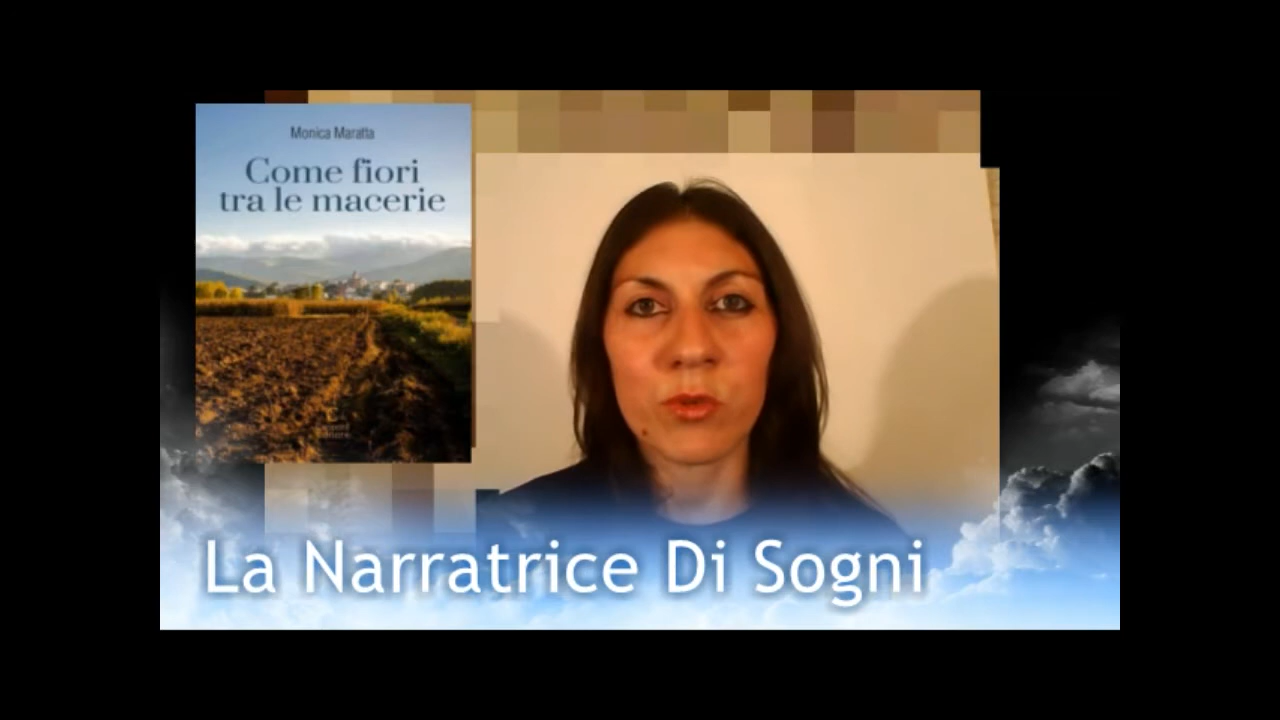 Monica Maratta
Come fiori
tra le macerie
La Narratrice Di Sogni